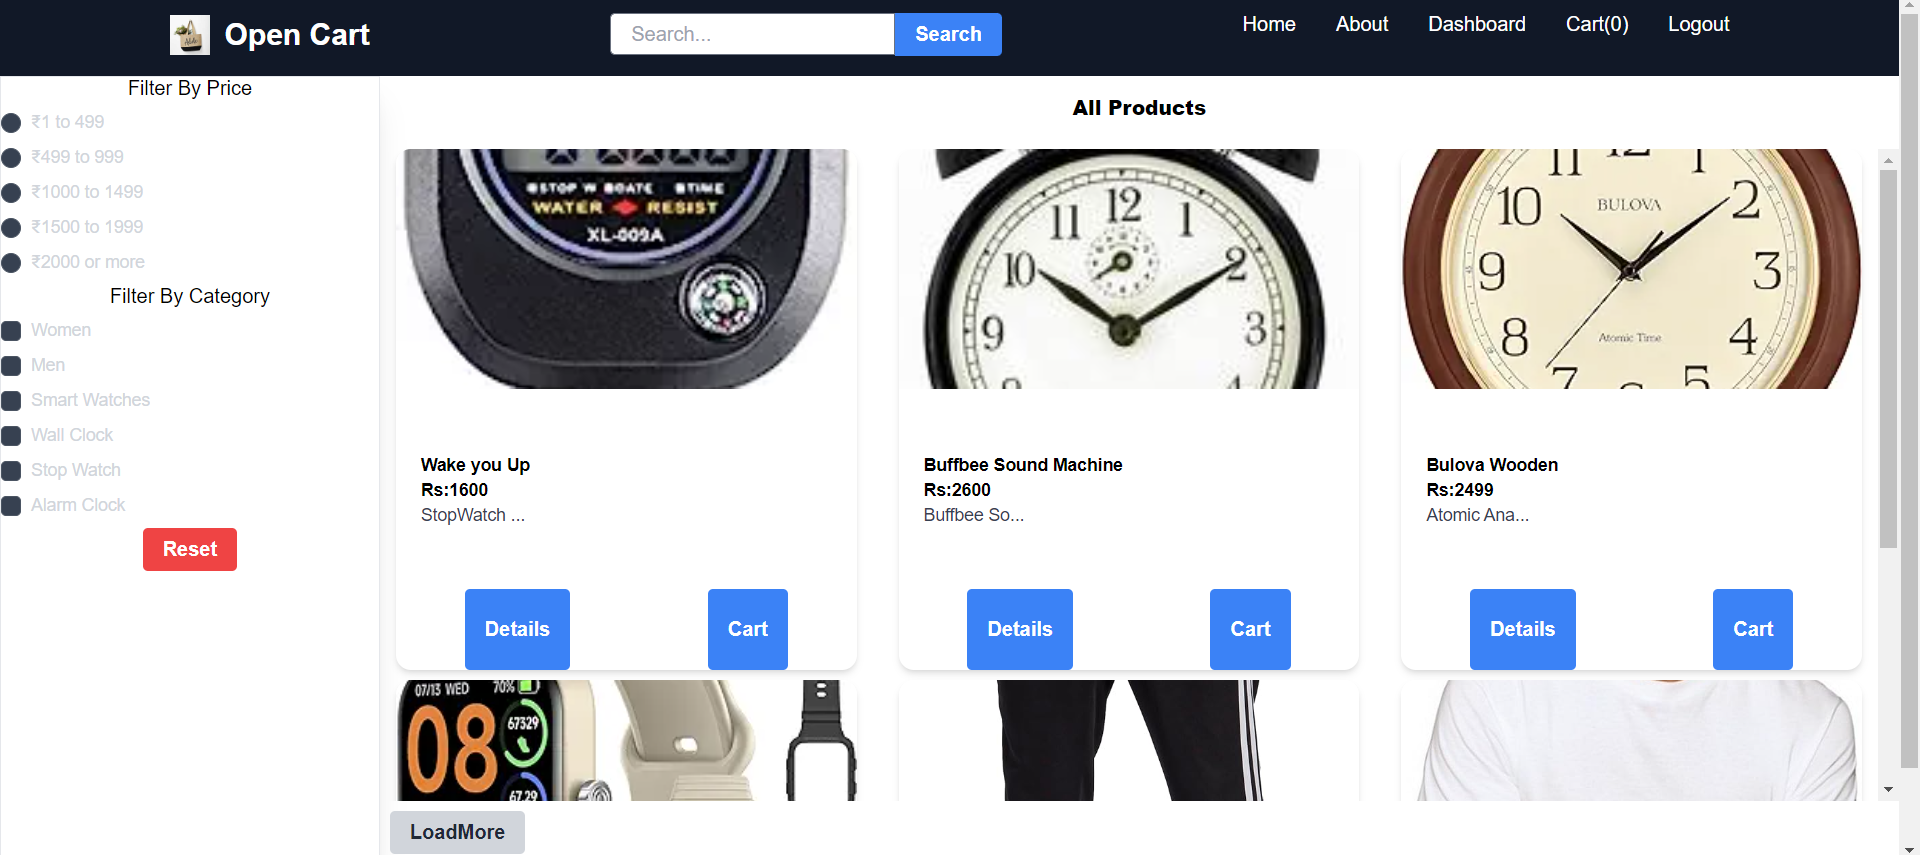 Open Cart
Search...
Search
Home
About
Dashboard
Cart(0)
Logout
Filter By Price
₹1 to 499
₹499 to 999
₹1000 to 1499
₹1500 to 1999
₹2000 or more
Filter By Category
Women
Men
Smart Watches
Wall Clock
Stop Watch
Alarm Clock
Reset
All Products
WATER RESIST
XL-009A
12
11 1
10 2
9 3
11 12 1
10 BULOVA 2
9 3
8 Atomic Time 4
7 5
Wake you Up
Rs:1600
StopWatch ...
Details
Cart
Buffbee Sound Machine
Rs:2600
Buffbee So...
Details
Cart
Bulova Wooden
Rs:2499
Atomic Ana...
Details
Cart
07/13 WED 70%
08
67329
67.29
LoadMore